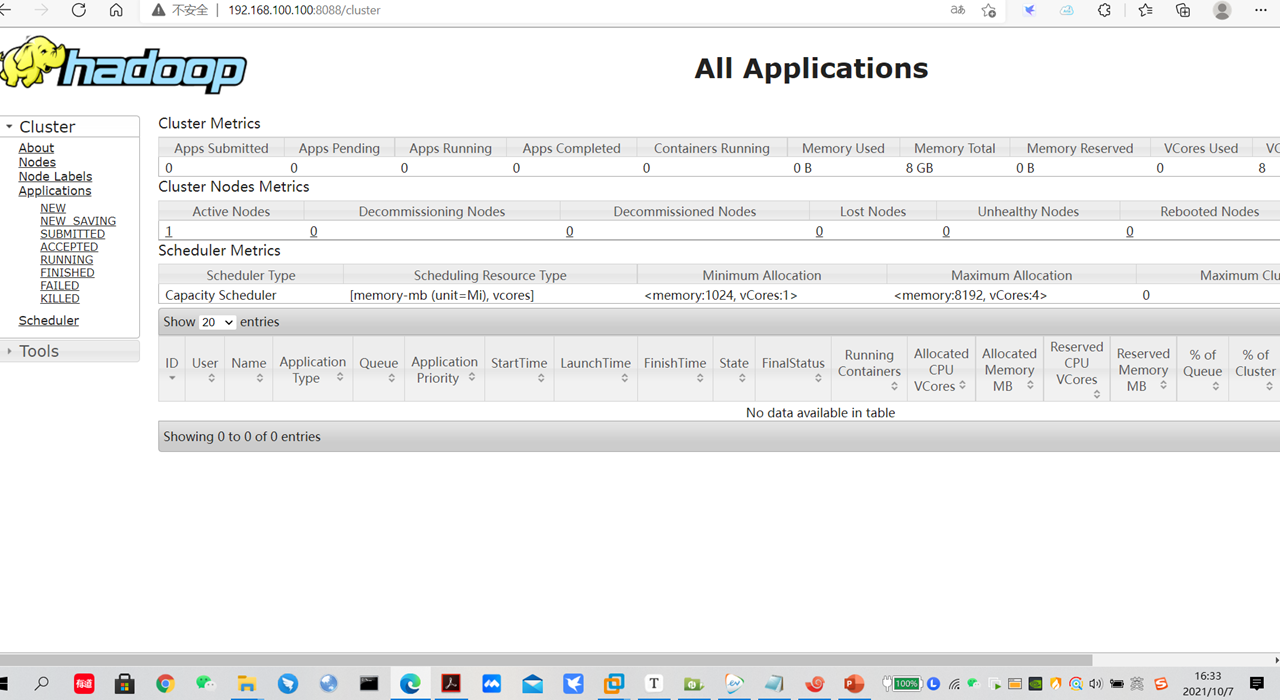 不安全 | 192.168.100.100:8088/cluster
hadoop
All Applications
Cluster
About
Nodes
Node Labels
Applications
NEW
NEW_SAVING
SUBMITTED
ACCEPTED
RUNNING
FINISHED
FAILED
KILLED
Scheduler
Tools
Cluster Metrics
Apps Submitted Apps Pending Apps Running Apps Completed Containers Running Memory Used Memory Total Memory Reserved VCores Used VC
0 0 0 0 0 0 B 8 GB 0 B 0 8
Cluster Nodes Metrics
Active Nodes Decommissioning Nodes Decommissioned Nodes Lost Nodes Unhealthy Nodes Rebooted Nodes
1 0 0 0 0 0
Scheduler Metrics
Scheduler Type Scheduling Resource Type Minimum Allocation Maximum Allocation Maximum Clu
Capacity Scheduler [memory-mb (unit=Mi), vcores] <memory:1024, vCores:1> <memory:8192, vCores:4> 0
Show 20 entries
ID User Name Application Type Queue Application Priority StartTime LaunchTime FinishTime State FinalStatus Running Containers Allocated CPU VCores Allocated Memory MB Reserved CPU VCores Reserved Memory MB % of Queue % of Cluster
No data available in table
Showing 0 to 0 of 0 entries
有道
100%
英
16:33
2021/10/7